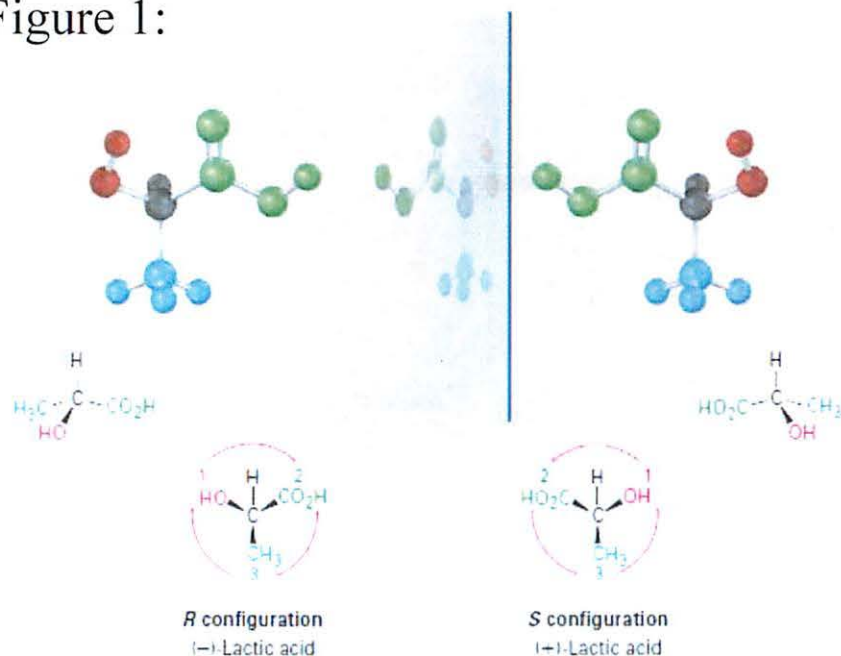 Figure 1:
H
H₃C C CO₂H
HO
H
HO₂C C CH₃
OH
1 H 2
HO CO₂H
C
CH₃
3
2 H 1
HO₂C OH
C
CH₃
3
R configuration
(−)-Lactic acid
S configuration
(+)-Lactic acid